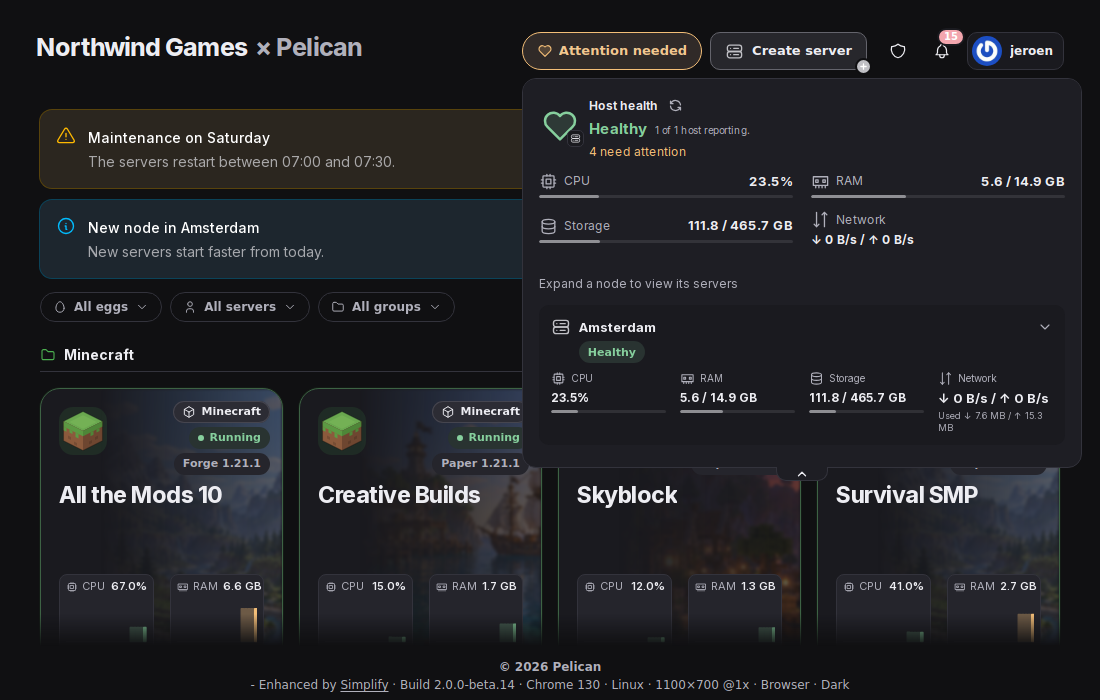 Northwind Games × Pelican
Attention needed
Create server
15
jeroen
Maintenance on Saturday
The servers restart between 07:00 and 07:30.
New node in Amsterdam
New servers start faster from today.
All eggs
All servers
All groups
Minecraft
Host health
Healthy 1 of 1 host reporting.
4 need attention
CPU 23.5%
RAM 5.6 / 14.9 GB
Storage 111.8 / 465.7 GB
Network
↓ 0 B/s / ↑ 0 B/s
Expand a node to view its servers
Amsterdam
Healthy
CPU
23.5%
RAM
5.6 / 14.9 GB
Storage
111.8 / 465.7 GB
Network
↓ 0 B/s / ↑ 0 B/s
Used ↓ 7.6 MB / ↑ 15.3
MB
Minecraft
Running
Forge 1.21.1
All the Mods 10
CPU 67.0%
RAM 6.6 GB
Minecraft
Running
Paper 1.21.1
Creative Builds
CPU 15.0%
RAM 1.7 GB
Skyblock
CPU 12.0%
RAM 1.3 GB
Survival SMP
CPU 41.0%
RAM 2.7 GB
© 2026 Pelican
- Enhanced by Simplify · Build 2.0.0-beta.14 · Chrome 130 · Linux · 1100×700 @1x · Browser · Dark